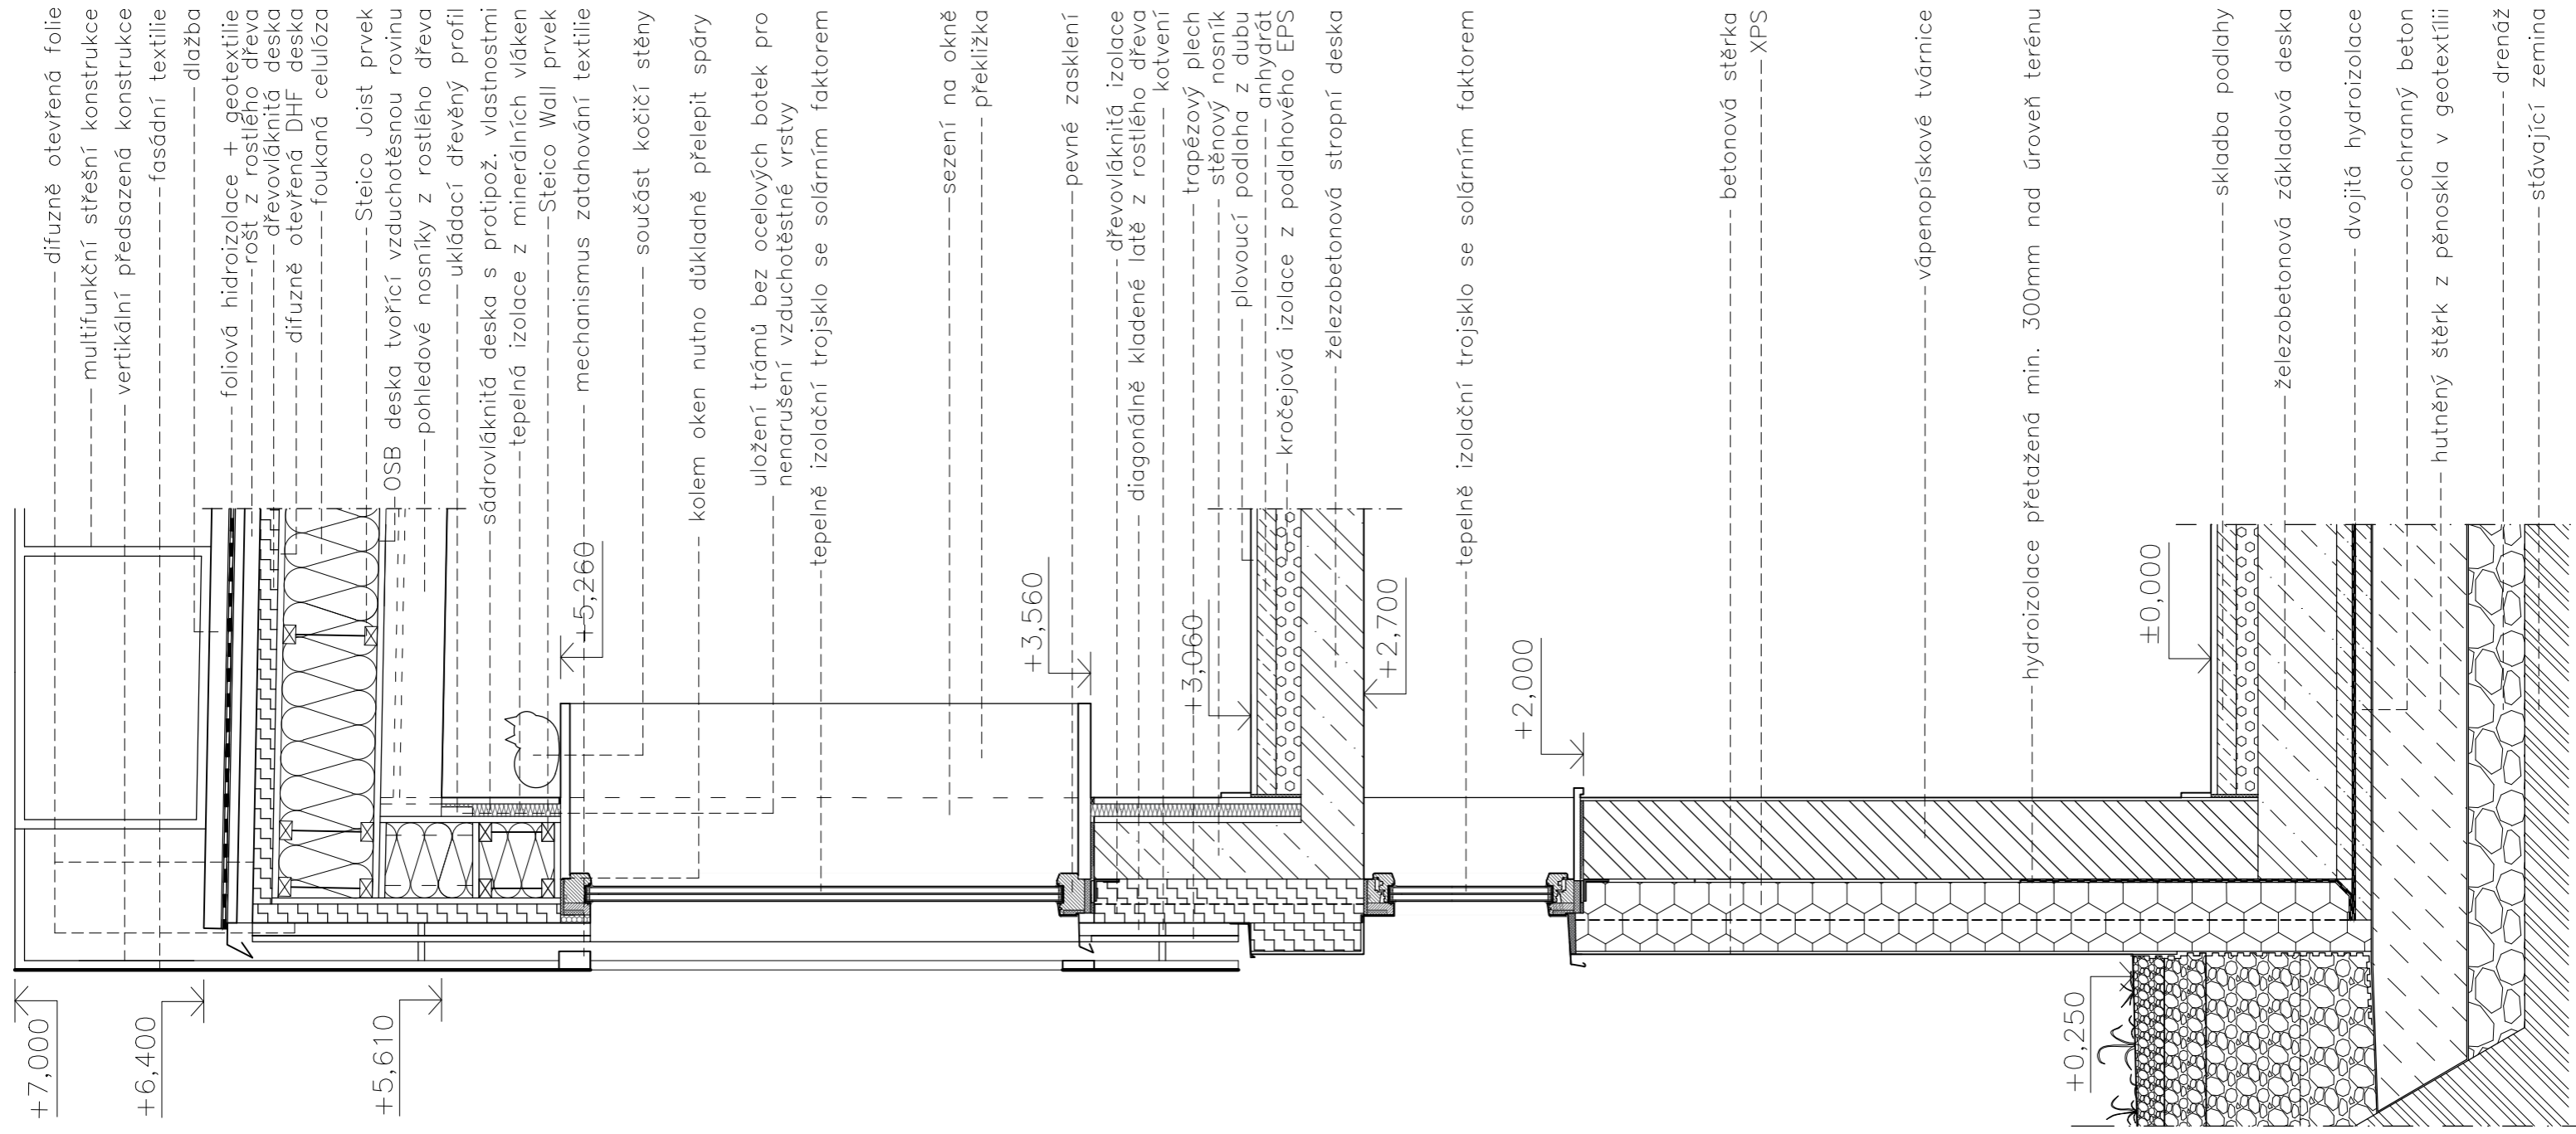 difuzně otevřená folie
multifunkční střešní konstrukce
vertikální předsazená konstrukce
fasádní textilie
dlažba
foliová hidroizolace + geotextilie
rošt z rostlého dřeva
dřevovláknitá deska
difuzně otevřená DHF deska
foukaná celulóza
Steico Joist prvek
OSB deska tvořící vzduchotěsnou rovinu
pohledové nosníky z rostlého dřeva
ukládací dřevěný profil
sádrovláknitá deska s protipož. vlastnostmi
tepelná izolace z minerálních vláken
Steico Wall prvek
mechanismus zatahování textilie
součást kočičí stěny
kolem oken nutno důkladně přelepit spáry
uložení trámů bez ocelových botek pro
nenarušení vzduchotěstné vrstvy
tepelně izolační trojsklo se solárním faktorem
sezení na okně
překližka
pevné zasklení
dřevovláknitá izolace
diagonálně kladené latě z rostlého dřeva
kotvení
trapézový plech
stěnový nosník
plovoucí podlaha z dubu
anhydrát
kročejová izolace z podlahového EPS
železobetonová stropní deska
tepelně izolační trojsklo se solárním faktorem
betonová stěrka
XPS
vápenopískové tvárnice
hydroizolace přetažená min. 300mm nad úroveň terénu
skladba podlahy
železobetonová základová deska
dvojitá hydroizolace
ochranný beton
hutněný štěrk z pěnoskla v geotextílii
drenáž
stávající zemina
+5,260
+3,560
+3,060
+2,700
+2,000
±0,000
+7,000
+6,400
+5,610
+0,250